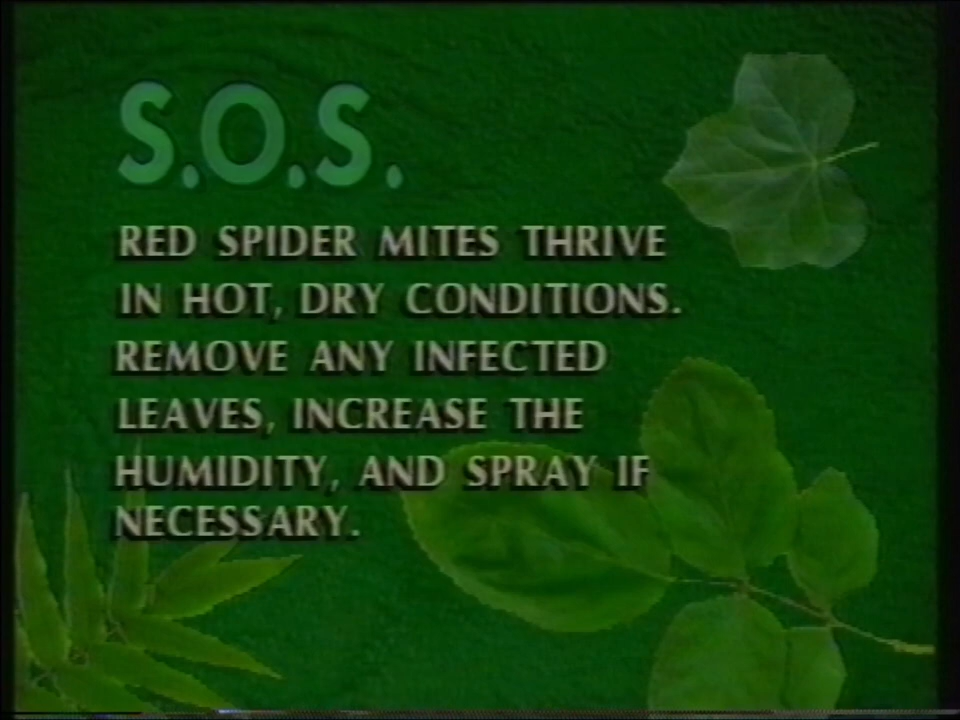 S.O.S.
RED SPIDER MITES THRIVE
IN HOT, DRY CONDITIONS.
REMOVE ANY INFECTED
LEAVES, INCREASE THE
HUMIDITY, AND SPRAY IF
NECESSARY.